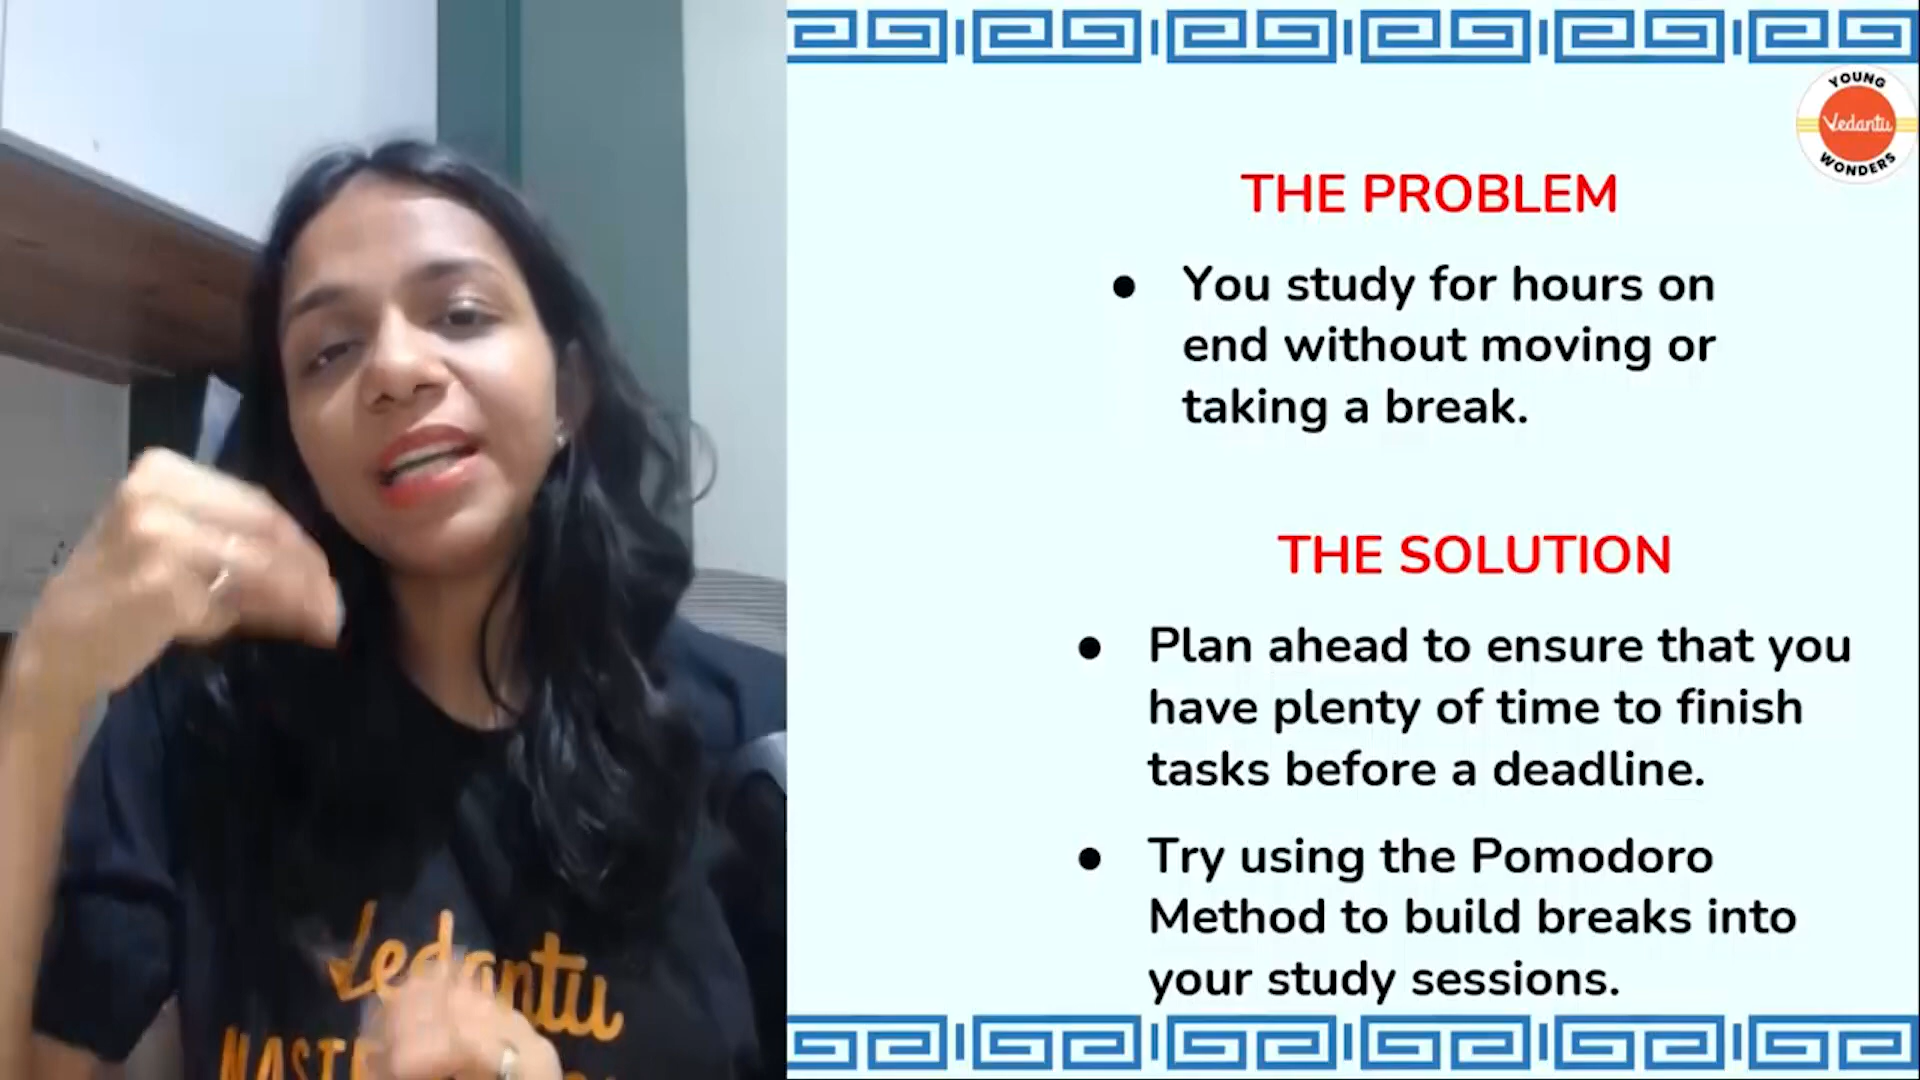 YOUNG
Vedantu
WONDERS
THE PROBLEM
● You study for hours on
end without moving or
taking a break.
THE SOLUTION
● Plan ahead to ensure that you
have plenty of time to finish
tasks before a deadline.
● Try using the Pomodoro
Method to build breaks into
your study sessions.
Vedantu